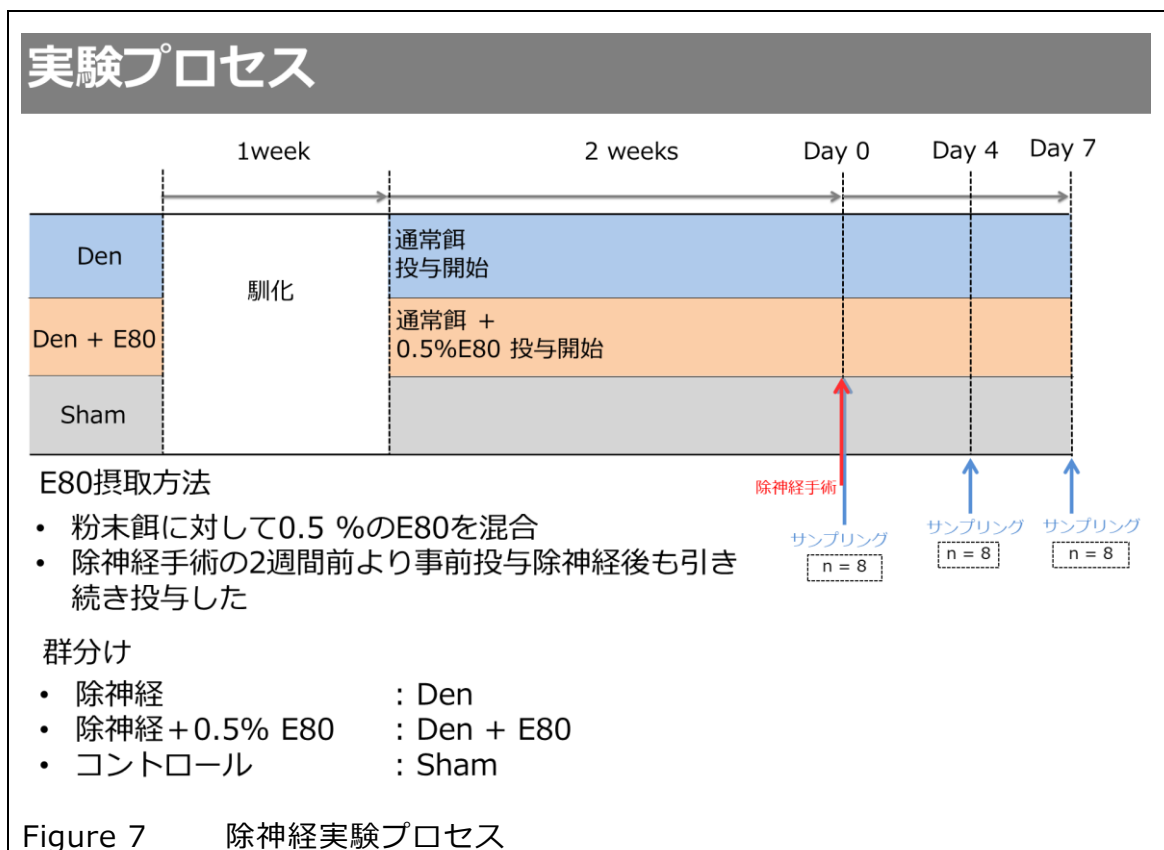 実験プロセス
1week
2 weeks
Day 0
Day 4
Day 7
Den
馴化
通常餌
投与開始
Den + E80
通常餌 +
0.5%E80 投与開始
Sham
除神経手術
サンプリング
n = 8
サンプリング
n = 8
サンプリング
n = 8
E80摂取方法
• 粉末餌に対して0.5 %のE80を混合
• 除神経手術の2週間前より事前投与除神経後も引き
続き投与した
群分け
• 除神経 : Den
• 除神経+0.5% E80 : Den + E80
• コントロール : Sham
Figure 7 除神経実験プロセス